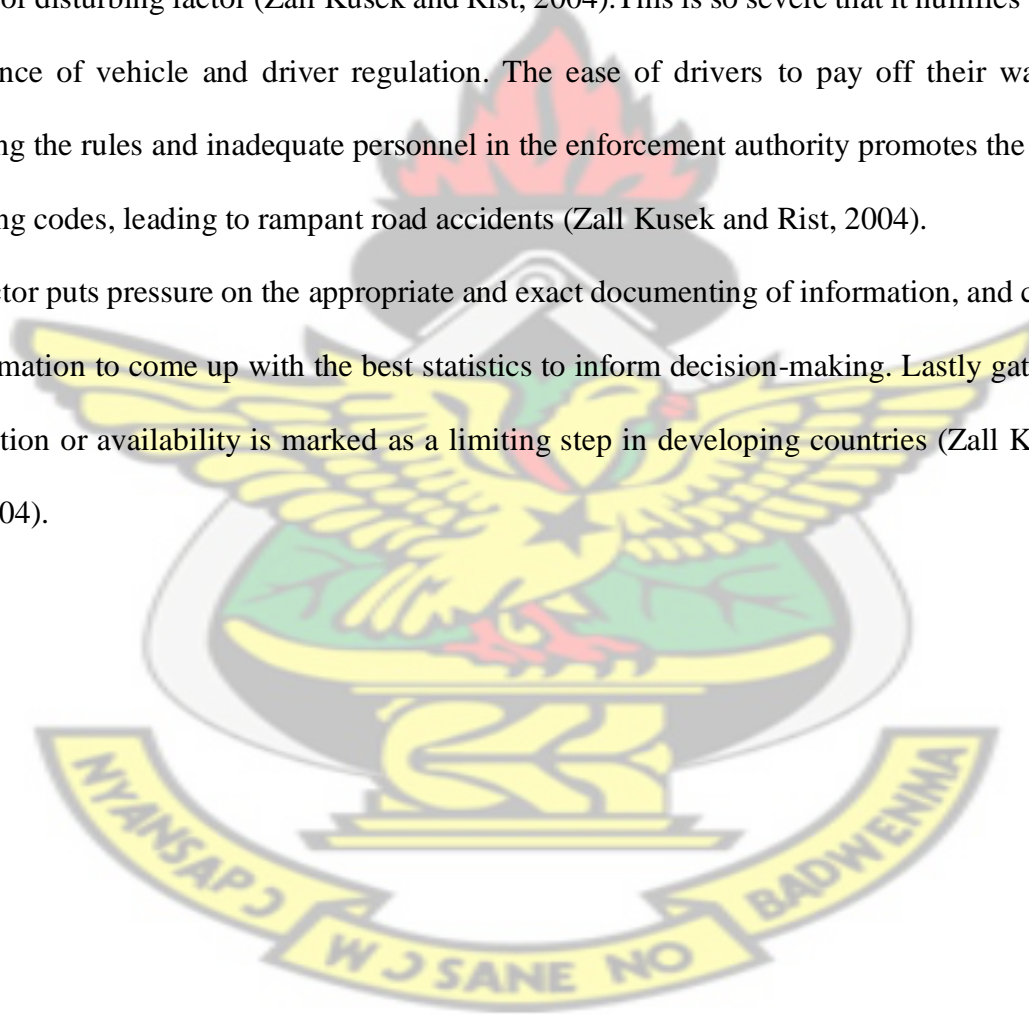 or disturbing factor (Zall Kusek and Rist, 2004).This is so severe that it nullifies
ance of vehicle and driver regulation. The ease of drivers to pay off their wa
ng the rules and inadequate personnel in the enforcement authority promotes the
ng codes, leading to rampant road accidents (Zall Kusek and Rist, 2004).
ctor puts pressure on the appropriate and exact documenting of information, and
mation to come up with the best statistics to inform decision-making. Lastly gat
tion or availability is marked as a limiting step in developing countries (Zall K
04).
NYANSAPƆ
WƆ SANE NO
BADWENMA